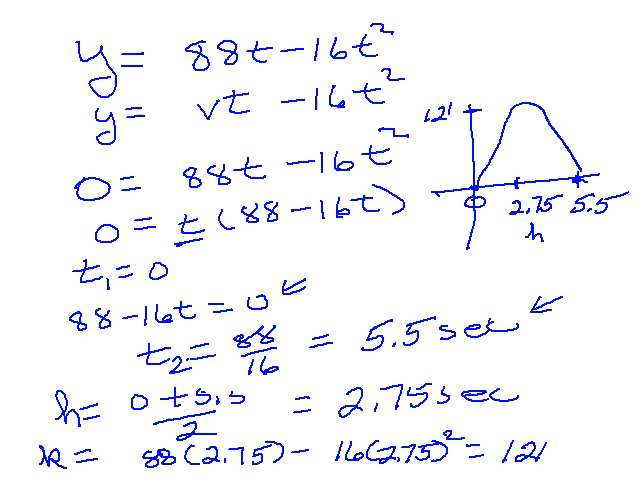 y = 88t - 16t²
y = vt - 16t²
0 = 88t - 16t²
0 = t(88 - 16t)
t₁ = 0
88 - 16t = 0
t₂ = 88/16 = 5.5 sec
h = (0 + 5.5)/2 = 2.75 sec
k = 88(2.75) - 16(2.75)² = 121
121
0 2.75 5.5
h